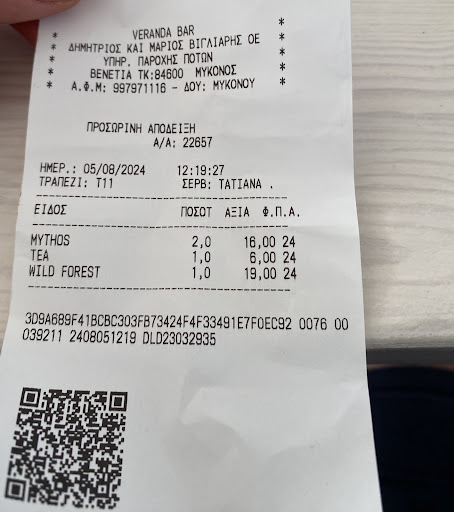 * VERANDA BAR *
* ΔΗΜΗΤΡΙΟΣ ΚΑΙ ΜΑΡΙΟΣ ΒΙΓΛΙΑΡΗΣ ΟΕ *
* ΥΠΗΡ. ΠΑΡΟΧΗΣ ΠΟΤΩΝ *
* ΒΕΝΕΤΙΑ ΤΚ:84600 ΜΥΚΟΝΟΣ *
* Α.Φ.Μ: 997971116 - ΔΟΥ: ΜΥΚΟΝΟΥ *
ΠΡΟΣΩΡΙΝΗ ΑΠΟΔΕΙΞΗ
Α/Α: 22657
ΗΜΕΡ.: 05/08/2024 12:19:27
ΤΡΑΠΕΖΙ: Τ11 ΣΕΡΒ: TATIANA .
ΕΙΔΟΣ ΠΟΣΟΤ ΑΞΙΑ Φ.Π.Α.
MYTHOS 2,0 16,00 24
TEA 1,0 6,00 24
WILD FOREST 1,0 19,00 24
3D9A689F41BCBC303FB73424F4F33491E7F0EC92 0076 00
039211 2408051219 DLD23032935